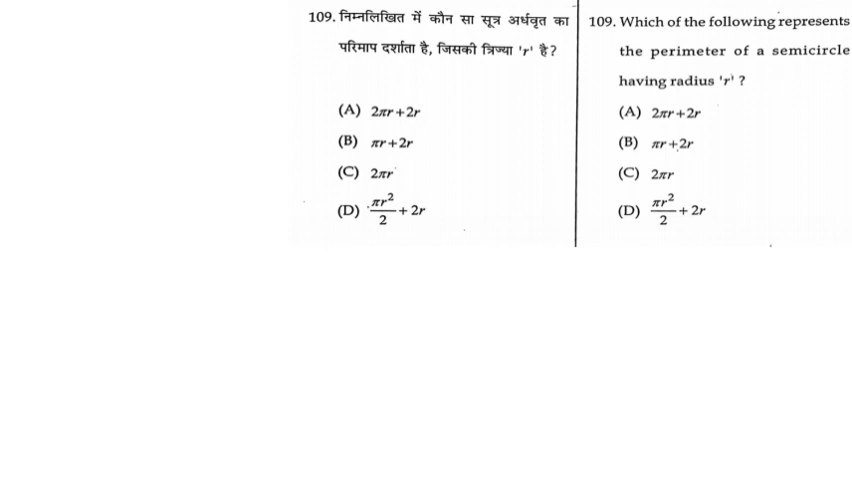 109. निम्नलिखित में कौन सा सूत्र अर्धवृत का
परिमाप दर्शाता है, जिसकी त्रिज्या 'r' है?
(A) 2πr+2r
(B) πr+2r
(C) 2πr
(D) πr²/2 + 2r
109. Which of the following represents
the perimeter of a semicircle
having radius 'r' ?
(A) 2πr+2r
(B) πr+2r
(C) 2πr
(D) πr²/2 + 2r